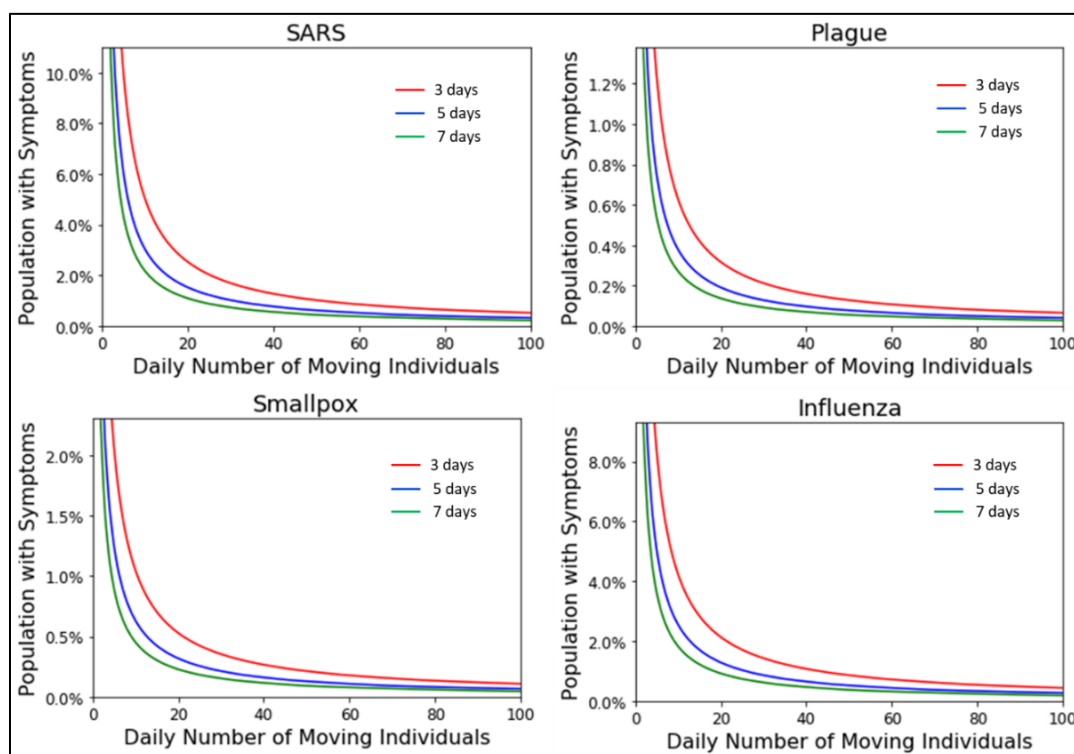 SARS
Population with Symptoms
10.0%
8.0%
6.0%
4.0%
2.0%
0.0%
3 days
5 days
7 days
0 20 40 60 80 100
Daily Number of Moving Individuals
Plague
Population with Symptoms
1.2%
1.0%
0.8%
0.6%
0.4%
0.2%
0.0%
3 days
5 days
7 days
0 20 40 60 80 100
Daily Number of Moving Individuals
Smallpox
Population with Symptoms
2.0%
1.5%
1.0%
0.5%
0.0%
3 days
5 days
7 days
0 20 40 60 80 100
Daily Number of Moving Individuals
Influenza
Population with Symptoms
8.0%
6.0%
4.0%
2.0%
0.0%
3 days
5 days
7 days
0 20 40 60 80 100
Daily Number of Moving Individuals